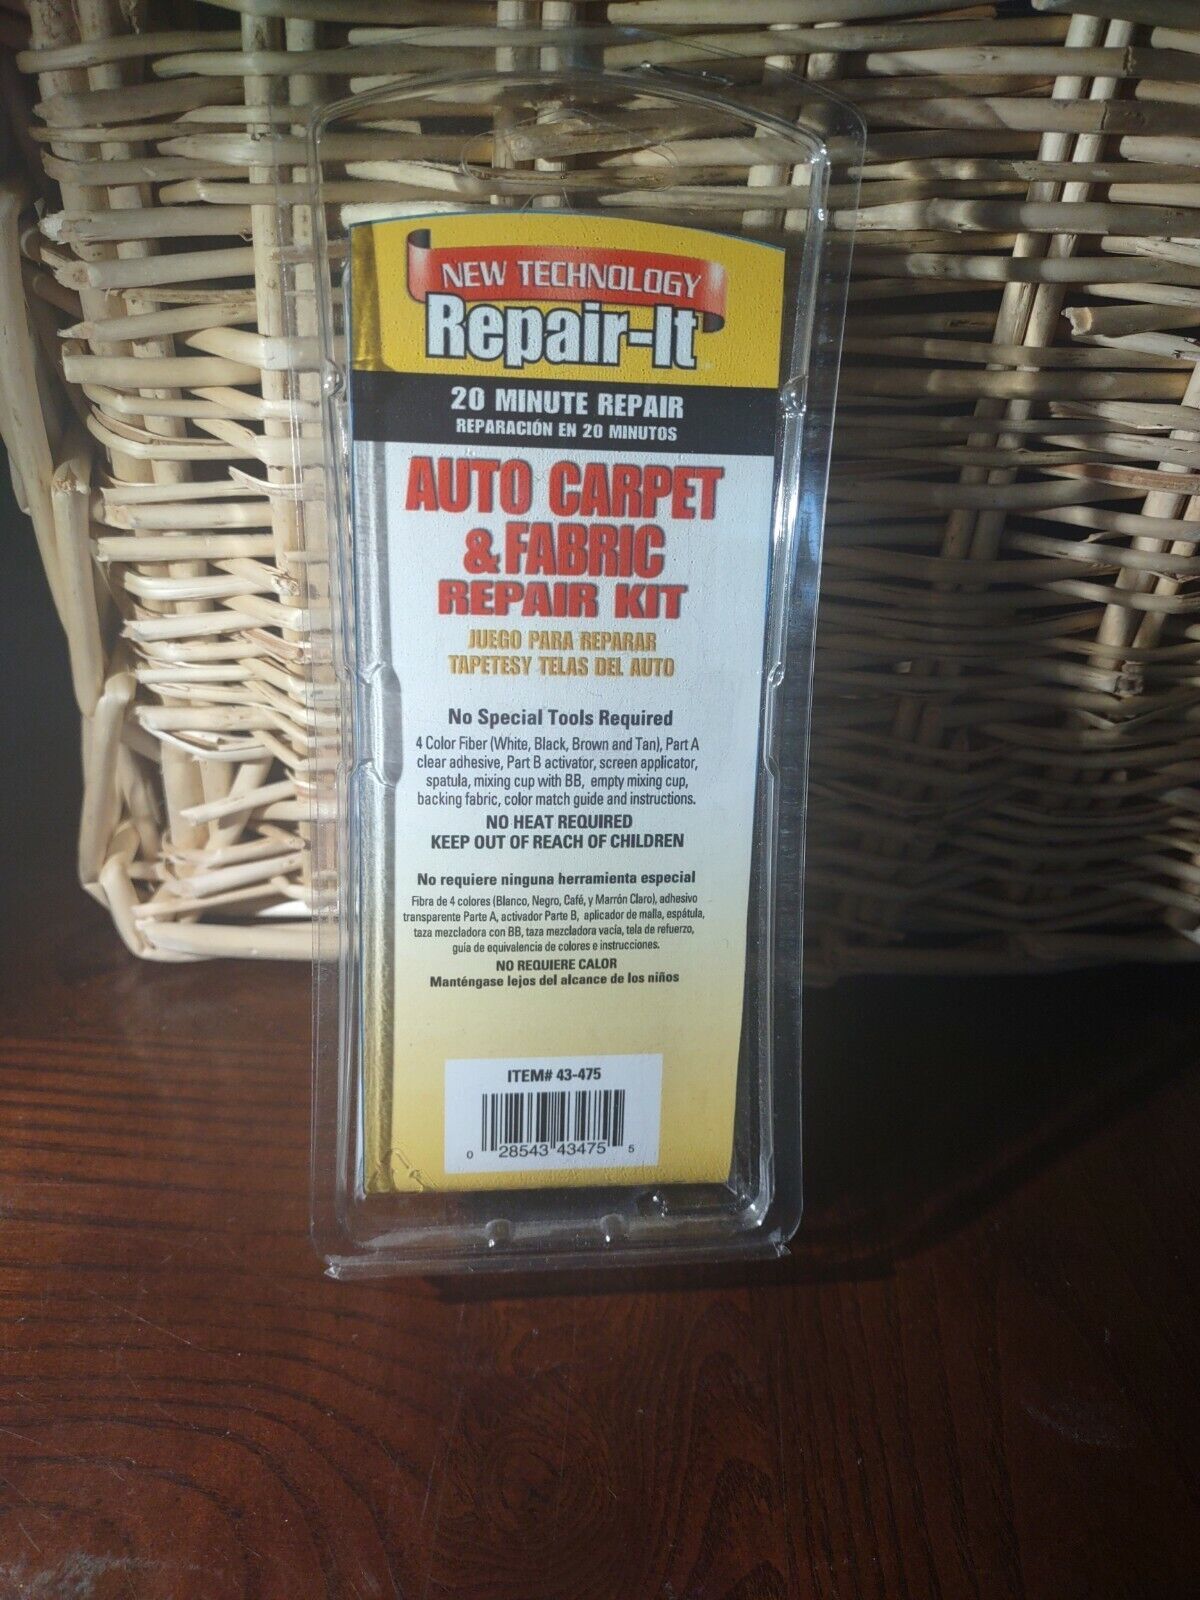 NEW TECHNOLOGY
Repair-It
20 MINUTE REPAIR
REPARACIÓN EN 20 MINUTOS
AUTO CARPET
& FABRIC
REPAIR KIT
JUEGO PARA REPARAR
TAPETESY TELAS DEL AUTO
No Special Tools Required
4 Color Fiber (White, Black, Brown and Tan), Part A
clear adhesive, Part B activator, screen applicator,
spatula, mixing cup with BB, empty mixing cup,
backing fabric, color match guide and instructions.
NO HEAT REQUIRED
KEEP OUT OF REACH OF CHILDREN
No requiere ninguna herramienta especial
Fibra de 4 colores (Blanco, Negro, Café, y Marrón Claro), adhesivo
transparente Parte A, activador Parte B, aplicador de malla, espátula,
taza mezcladora con BB, taza mezcladora vacía, tela de refuerzo,
guía de equivalencia de colores e instrucciones.
NO REQUIERE CALOR
Manténgase lejos del alcance de los niños
ITEM# 43-475
0 28543 43475 5